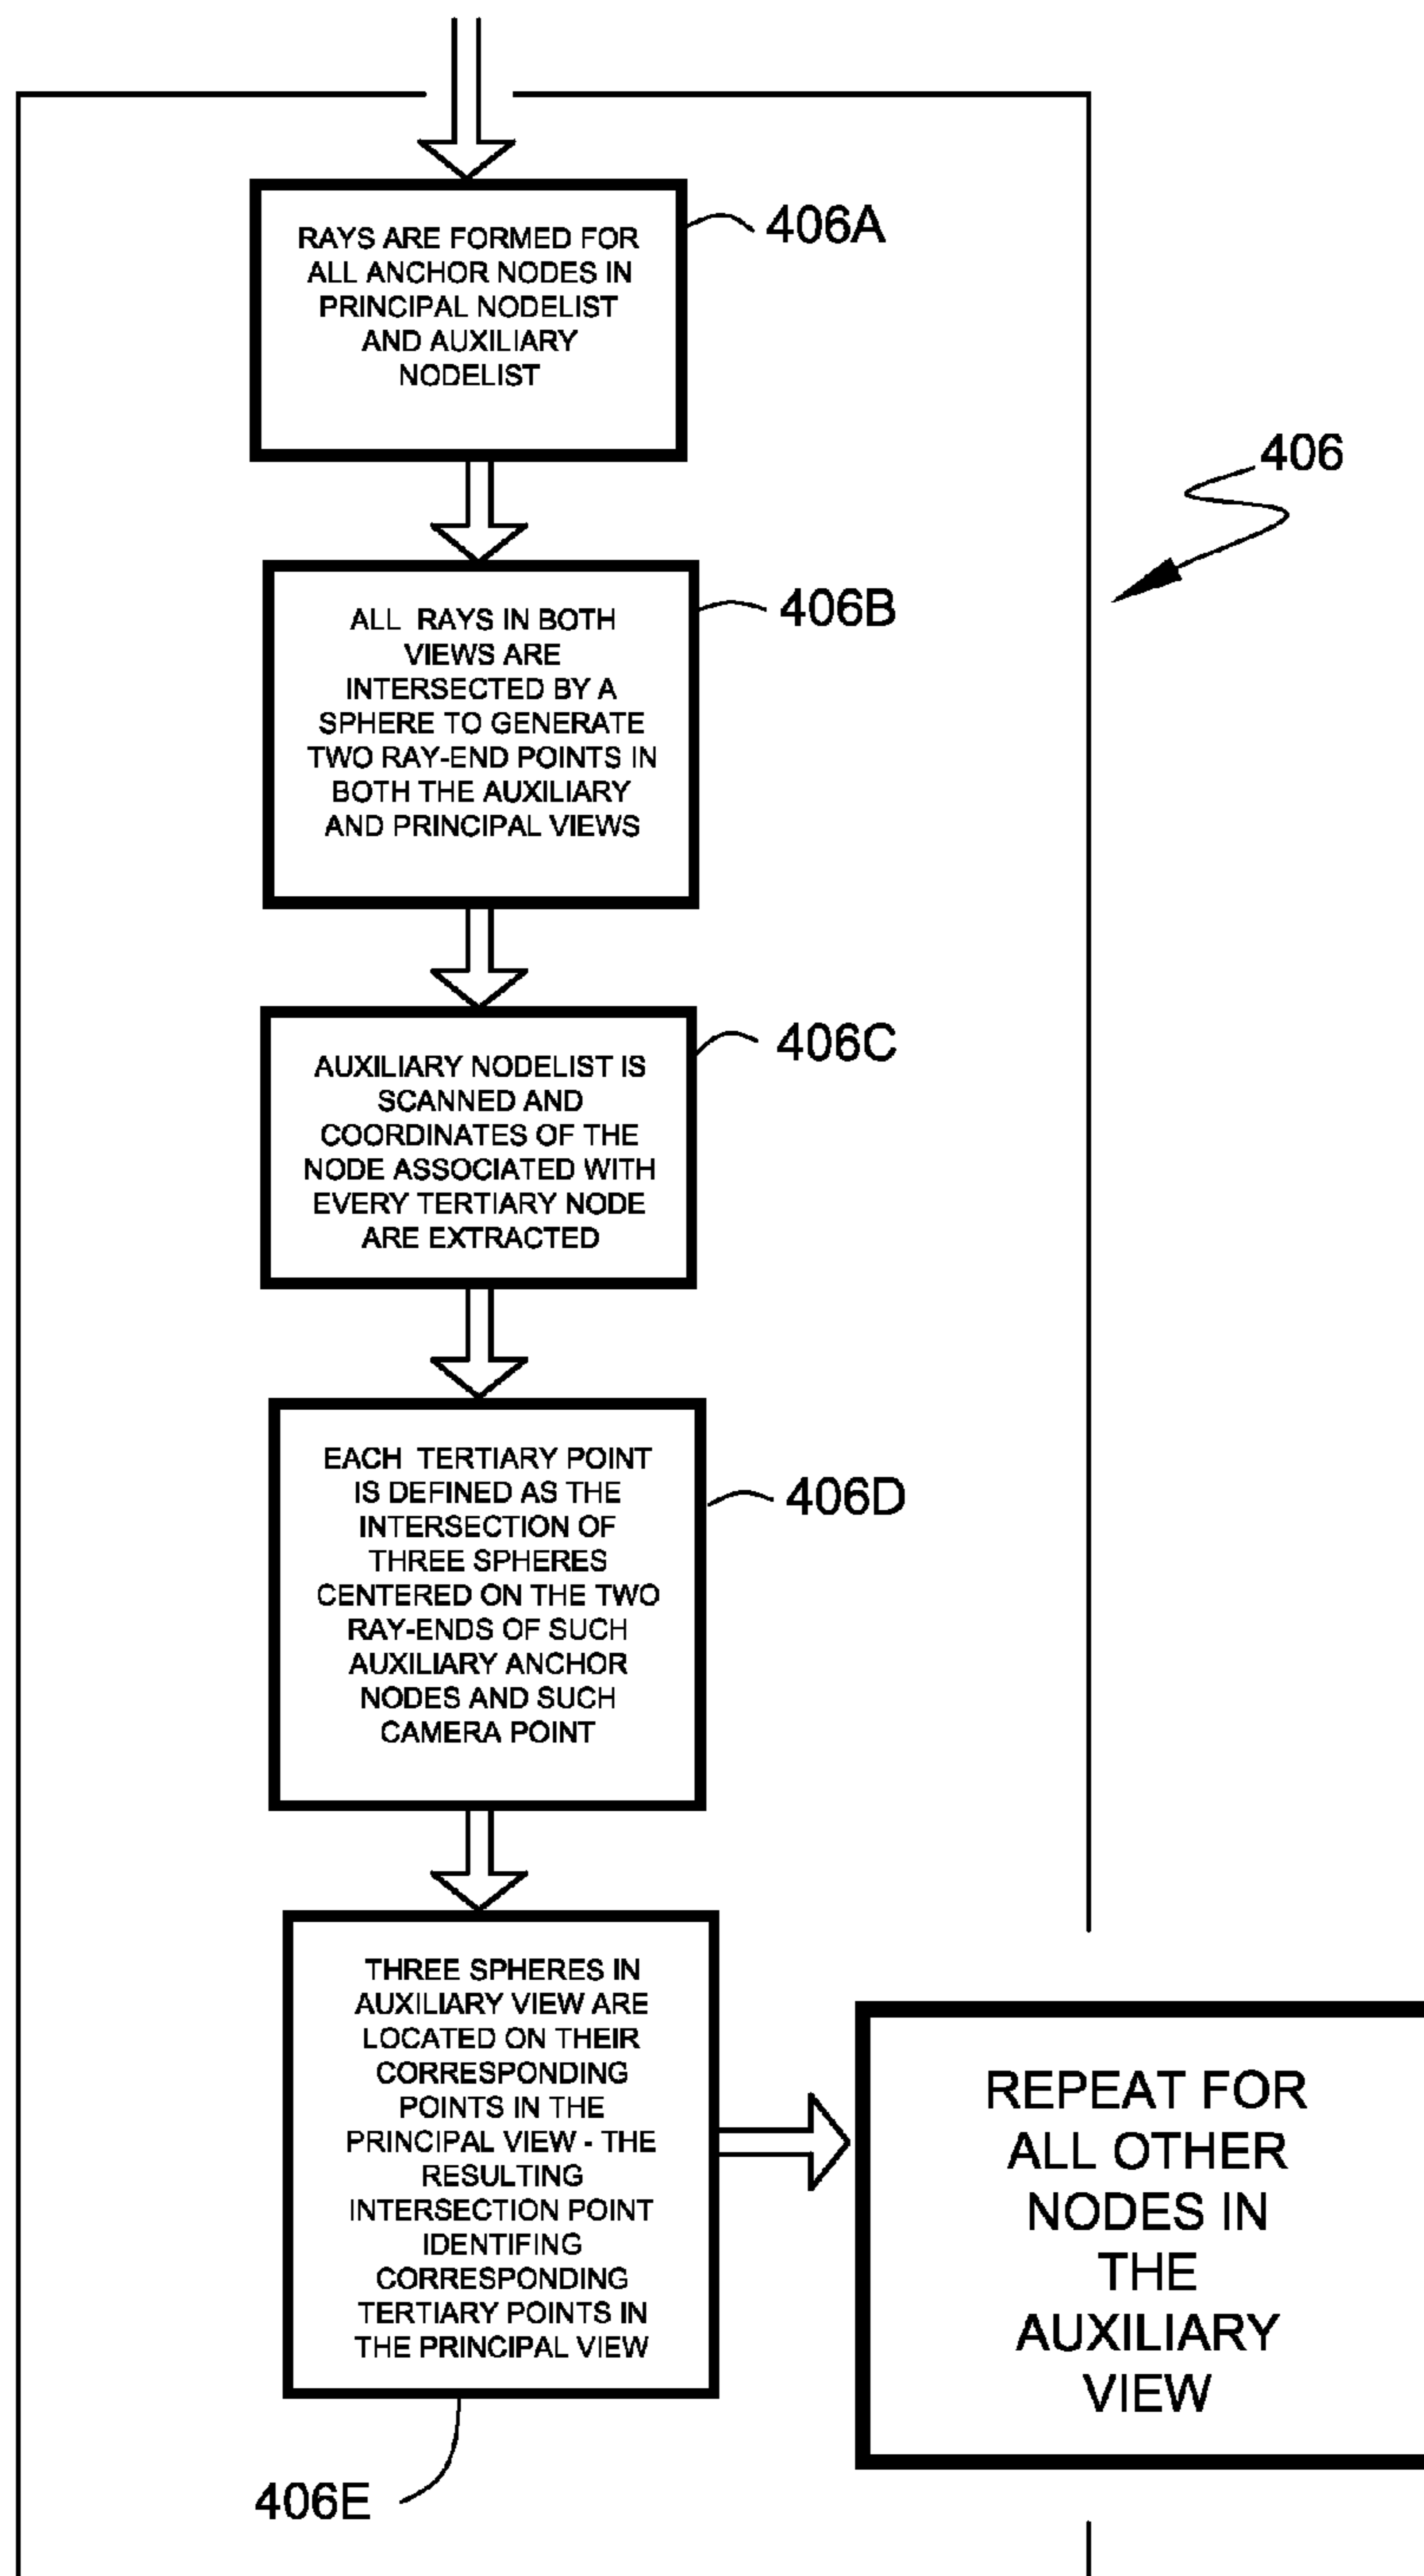 RAYS ARE FORMED FOR
ALL ANCHOR NODES IN
PRINCIPAL NODELIST
AND AUXILIARY
NODELIST
406A
406
ALL RAYS IN BOTH
VIEWS ARE
INTERSECTED BY A
SPHERE TO GENERATE
TWO RAY-END POINTS IN
BOTH THE AUXILIARY
AND PRINCIPAL VIEWS
406B
AUXILIARY NODELIST IS
SCANNED AND
COORDINATES OF THE
NODE ASSOCIATED WITH
EVERY TERTIARY NODE
ARE EXTRACTED
406C
EACH TERTIARY POINT
IS DEFINED AS THE
INTERSECTION OF
THREE SPHERES
CENTERED ON THE TWO
RAY-ENDS OF SUCH
AUXILIARY ANCHOR
NODES AND SUCH
CAMERA POINT
406D
THREE SPHERES IN
AUXILIARY VIEW ARE
LOCATED ON THEIR
CORRESPONDING
POINTS IN THE
PRINCIPAL VIEW - THE
RESULTING
INTERSECTION POINT
IDENTIFING
CORRESPONDING
TERTIARY POINTS IN
THE PRINCIPAL VIEW
406E
REPEAT FOR
ALL OTHER
NODES IN
THE
AUXILIARY
VIEW